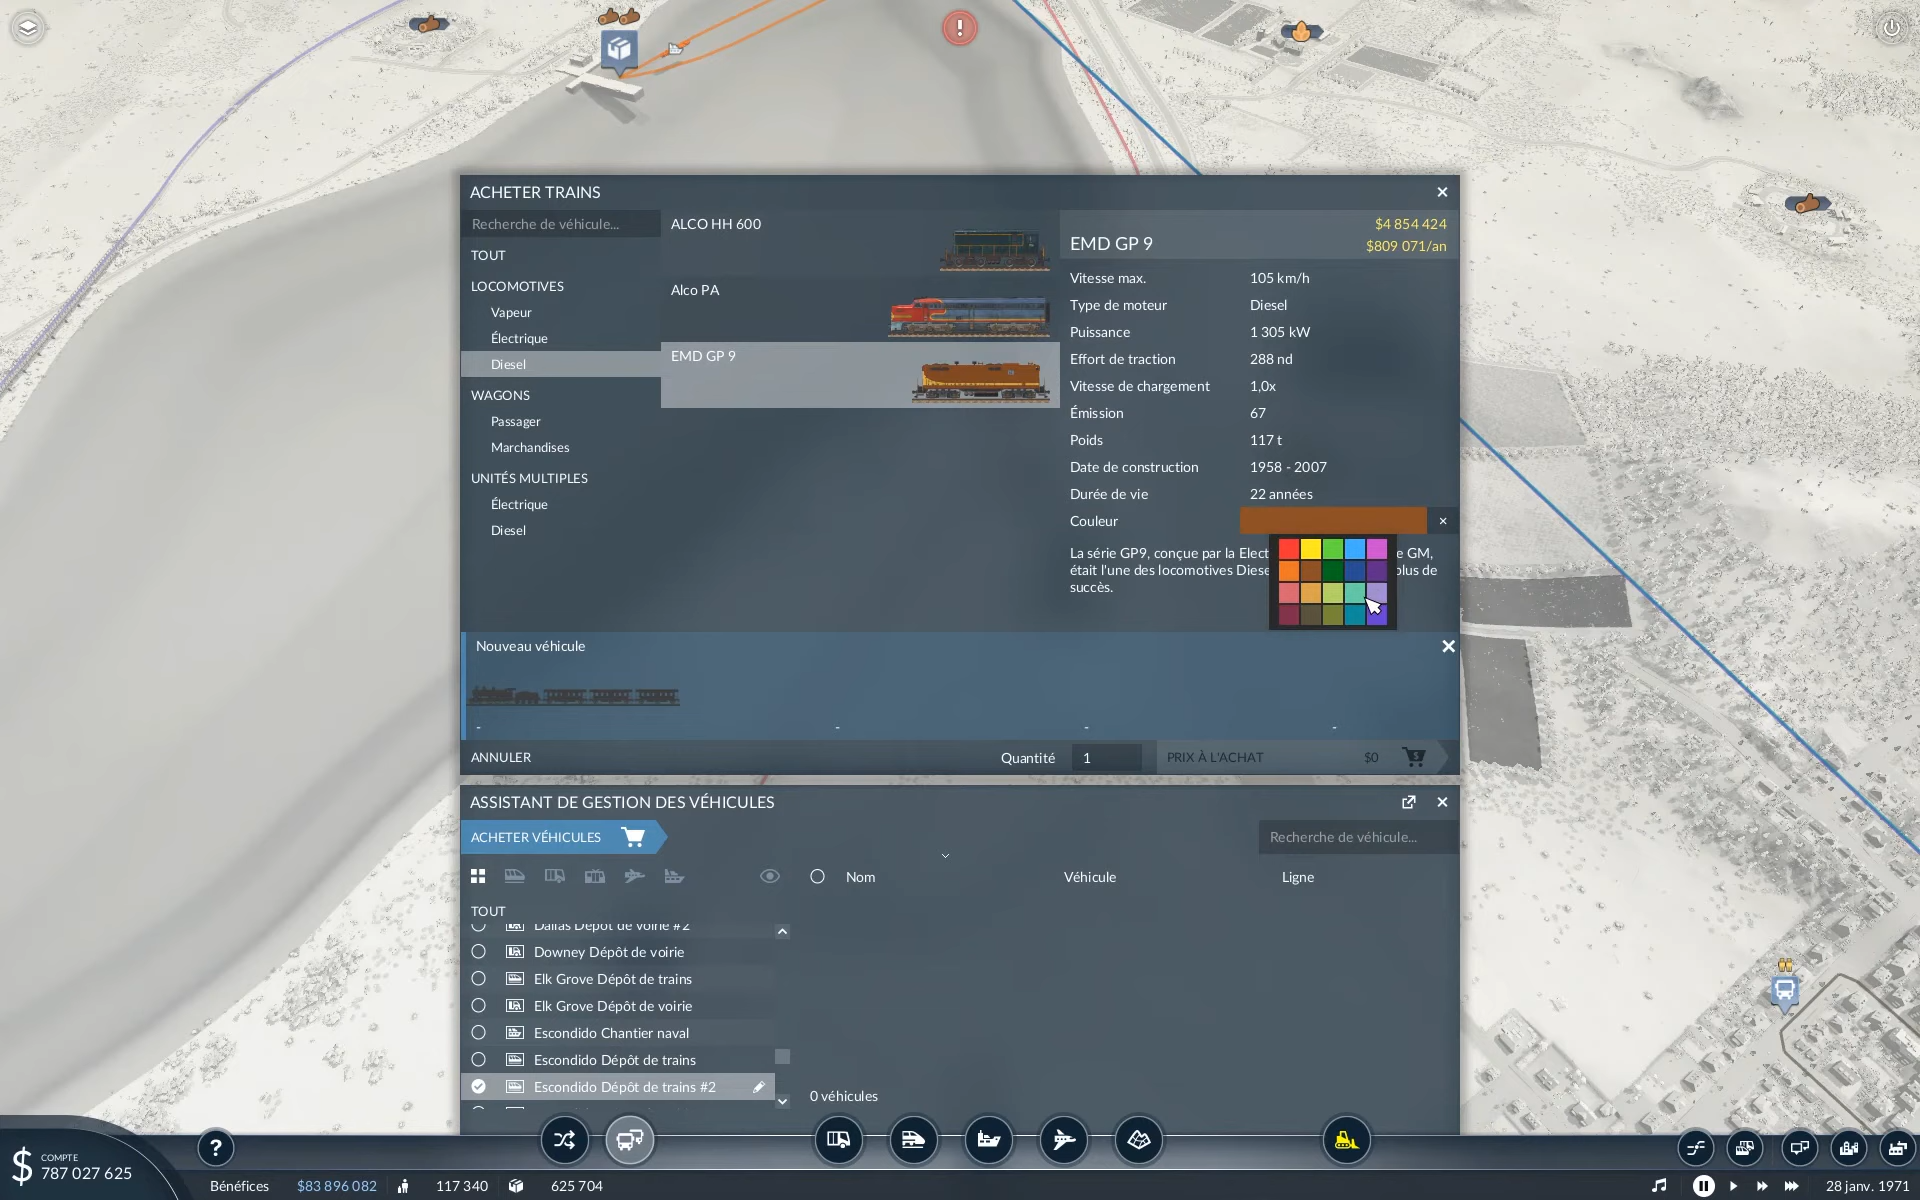 ACHETER TRAINS
Recherche de véhicule...
TOUT
LOCOMOTIVES
Vapeur
Électrique
Diesel
WAGONS
Passager
Marchandises
UNITÉS MULTIPLES
Électrique
Diesel
ALCO HH 600
Alco PA
EMD GP 9
$4 854 424
EMD GP 9
$809 071/an
Vitesse max. 105 km/h
Type de moteur Diesel
Puissance 1 305 kW
Effort de traction 288 nd
Vitesse de chargement 1,0x
Émission 67
Poids 117 t
Date de construction 1958 - 2007
Durée de vie 22 années
Couleur
La série GP9, conçue par la Elect e GM,
était l'une des locomotives Diese plus de
succès.
Nouveau véhicule
- - - -
ANNULER Quantité 1 PRIX À L'ACHAT $0
ASSISTANT DE GESTION DES VÉHICULES
ACHETER VÉHICULES Recherche de véhicule...
Nom Véhicule Ligne
TOUT
Dallas Dépôt de voirie #2
Downey Dépôt de voirie
Elk Grove Dépôt de trains
Elk Grove Dépôt de voirie
Escondido Chantier naval
Escondido Dépôt de trains
Escondido Dépôt de trains #2
0 véhicules
?
$ COMPTE
787 027 625
Bénéfices $83 896 082 117 340 625 704 28 janv. 1971